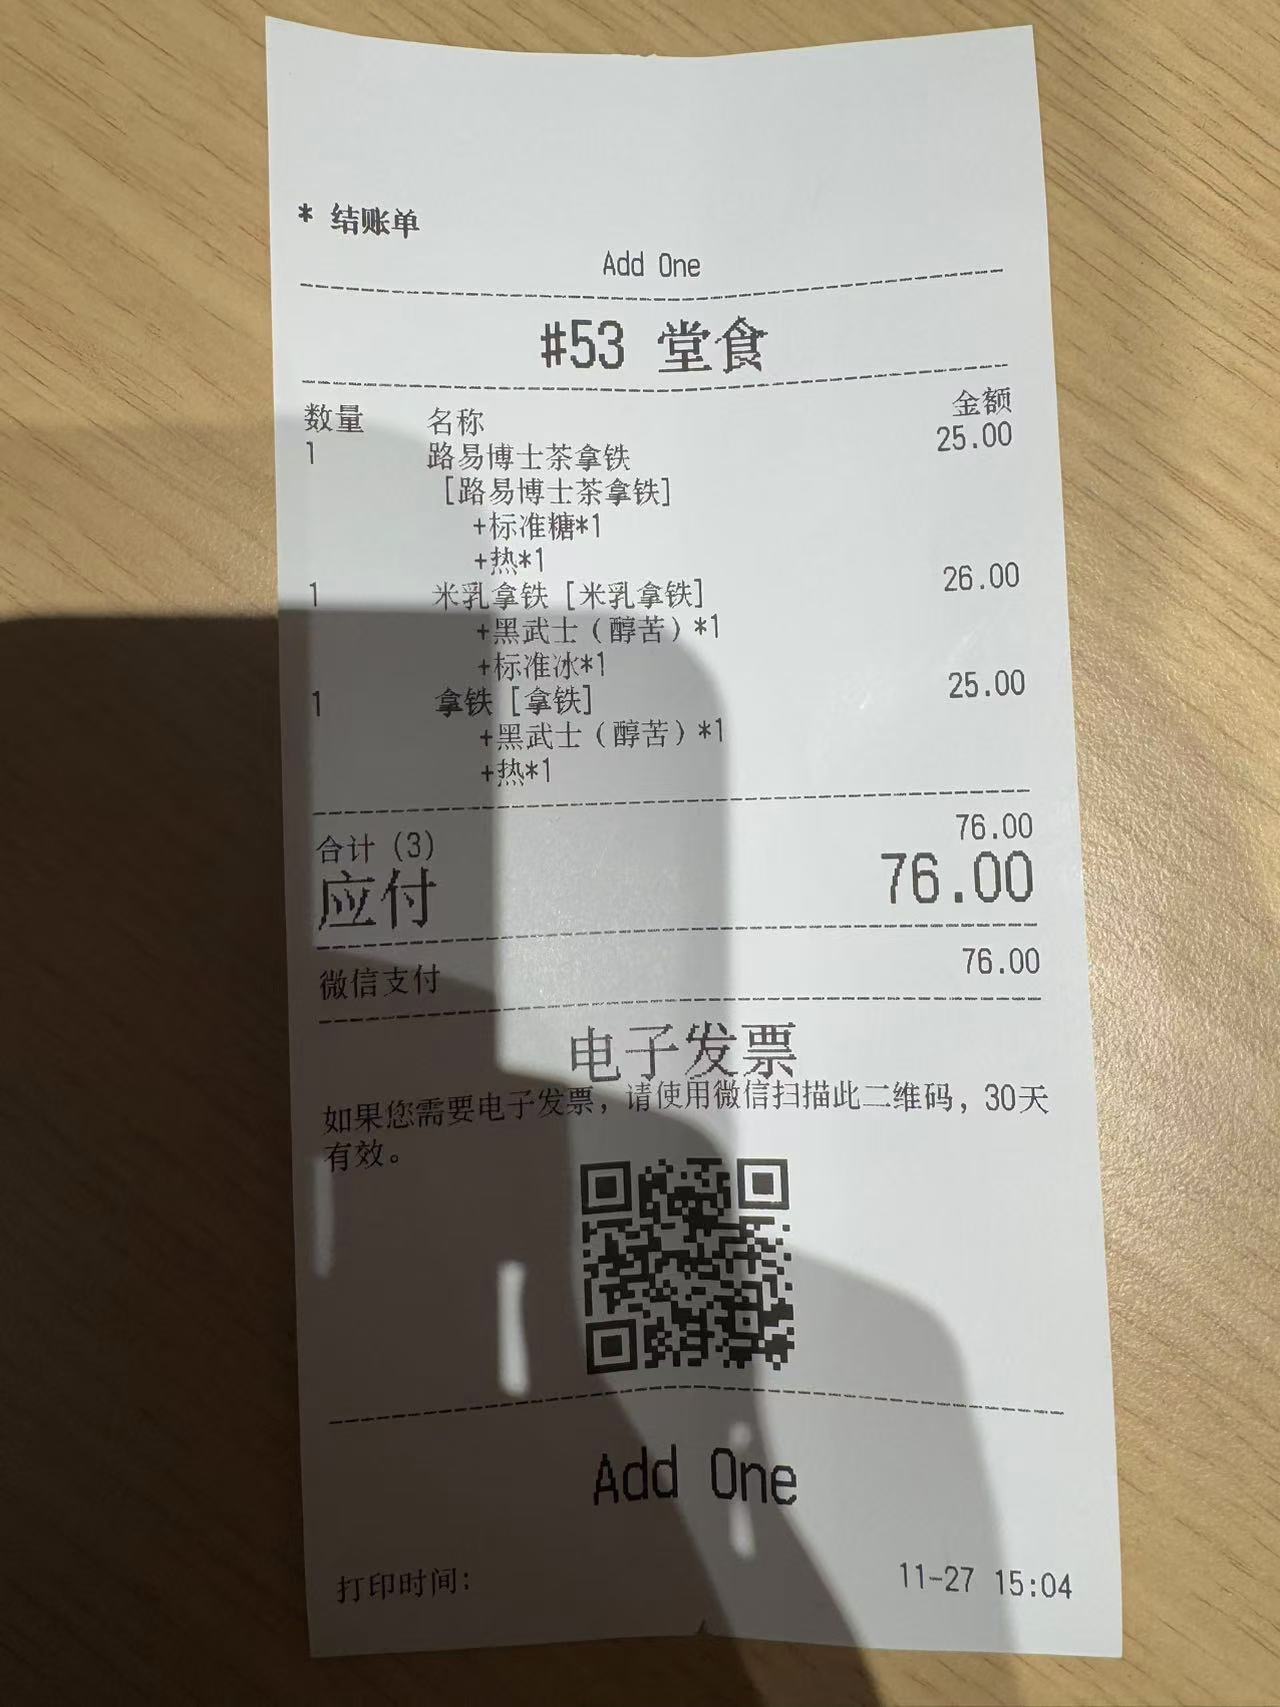 * 结账单
Add One
#53 堂食
数量 名称 金额
1 路易博士茶拿铁 25.00
[路易博士茶拿铁]
+标准糖*1
+热*1
1 米乳拿铁 [米乳拿铁] 26.00
+黑武士（醇苦）*1
+标准冰*1
1 拿铁 [拿铁] 25.00
+黑武士（醇苦）*1
+热*1
合计 (3) 76.00
应付 76.00
微信支付 76.00
电子发票
如果您需要电子发票，请使用微信扫描此二维码，30天
有效。
Add One
打印时间: 11-27 15:04